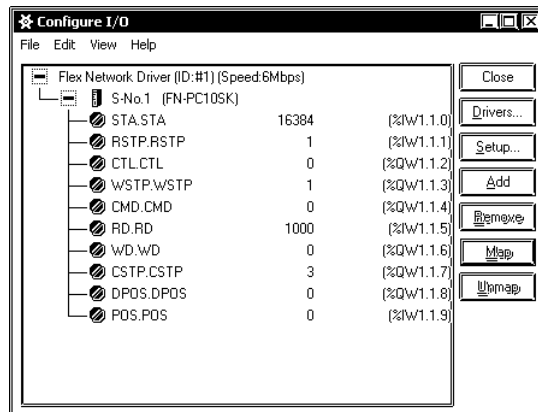 Configure I/O
File Edit View Help
Flex Network Driver (ID:#1) (Speed:6Mbps)
S-No.1 (FN-PC10SK)
STA.STA 16384 (%IW1.1.0)
RSTP.RSTP 1 (%IW1.1.1)
CTL.CTL 0 (%QW1.1.2)
WSTP.WSTP 1 (%QW1.1.3)
CMD.CMD 0 (%QW1.1.4)
RD.RD 1000 (%IW1.1.5)
WD.WD 0 (%QW1.1.6)
CSTP.CSTP 3 (%QW1.1.7)
DPOS.DPOS 0 (%QW1.1.8)
POS.POS 0 (%IW1.1.9)
Close
Drivers...
Setup...
Add
Remove
Map
Unmap